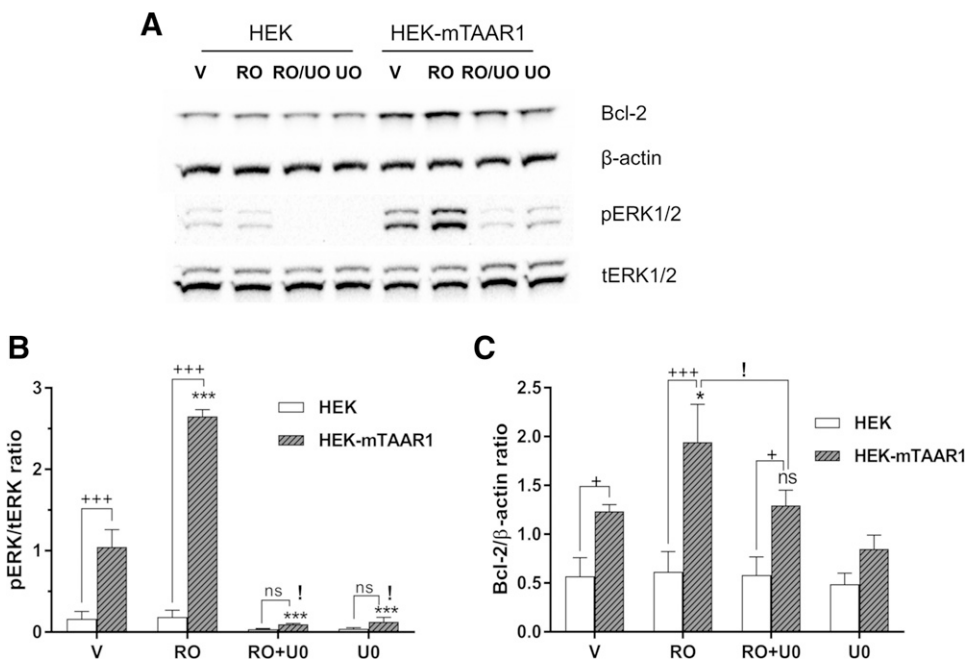 A
HEK HEK-mTAAR1
V RO RO/UO UO V RO RO/UO UO
Bcl-2
β-actin
pERK1/2
tERK1/2
B
pERK/tERK ratio
3
2
1
0
+++
+++
***
ns !
***
ns !
***
HEK
HEK-mTAAR1
V RO RO+U0 U0
C
Bcl-2/β-actin ratio
2.5
2.0
1.5
1.0
0.5
0.0
+
+++
*
!
+
ns
HEK
HEK-mTAAR1
V RO RO+U0 U0